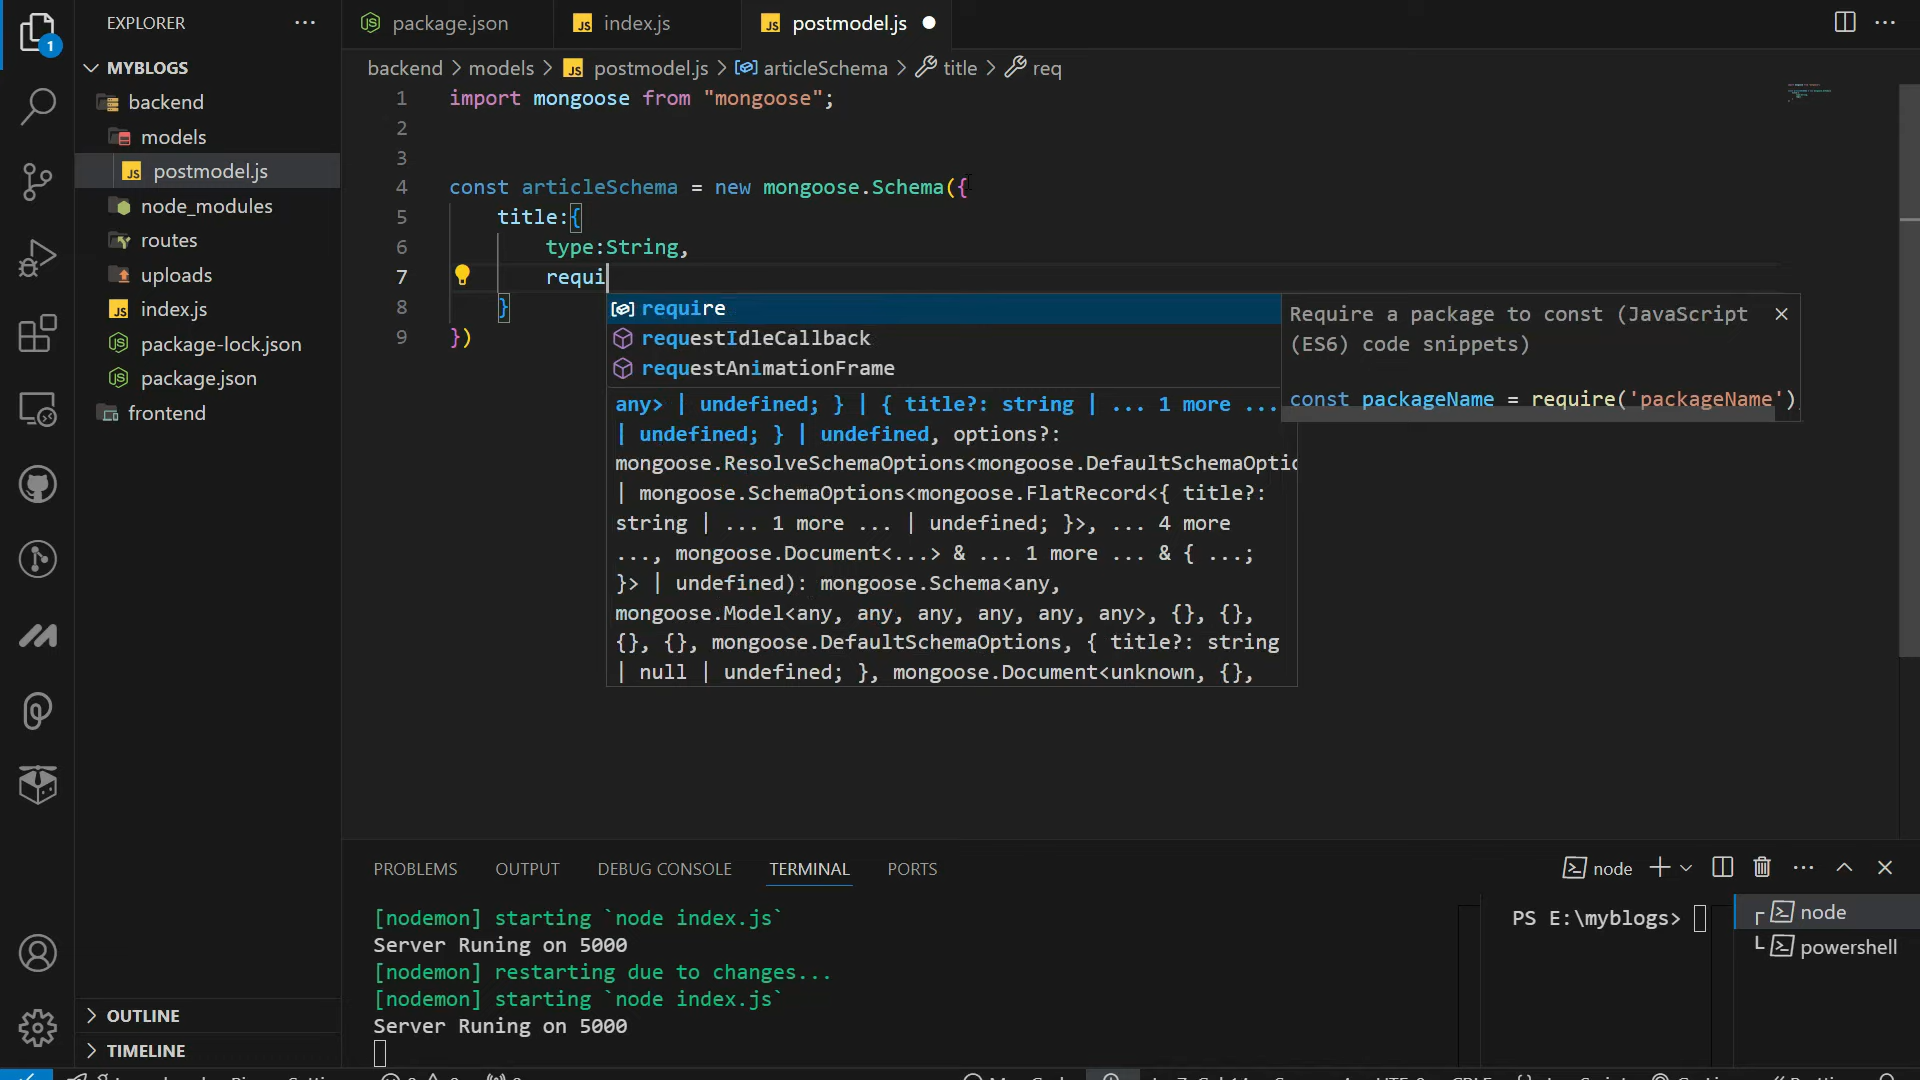 EXPLORER
package.json
index.js
postmodel.js
1
MYBLOGS
backend
models
postmodel.js
node_modules
routes
uploads
index.js
package-lock.json
package.json
frontend
OUTLINE
TIMELINE
backend > models > JS postmodel.js > articleSchema > title > req
1 import mongoose from "mongoose";
2
3
4 const articleSchema = new mongoose.Schema({
5 title:{
6 type:String,
7 requi
8 }
9 })
require
requestIdleCallback
requestAnimationFrame
any> | undefined; } | { title?: string | ... 1 more ...
| undefined; } | undefined, options?:
mongoose.ResolveSchemaOptions<mongoose.DefaultSchemaOptio
| mongoose.SchemaOptions<mongoose.FlatRecord<{ title?:
string | ... 1 more ... | undefined; }>, ... 4 more
..., mongoose.Document<...> & ... 1 more ... & { ...;
}> | undefined): mongoose.Schema<any,
mongoose.Model<any, any, any, any, any, any>, {}, {},
{}, {}, mongoose.DefaultSchemaOptions, { title?: string
| null | undefined; }, mongoose.Document<unknown, {},
Require a package to const (JavaScript
(ES6) code snippets)
const packageName = require('packageName')
PROBLEMS OUTPUT DEBUG CONSOLE TERMINAL PORTS
node
[nodemon] starting `node index.js`
Server Runing on 5000
[nodemon] restarting due to changes...
[nodemon] starting `node index.js`
Server Runing on 5000
PS E:\myblogs>
node
powershell